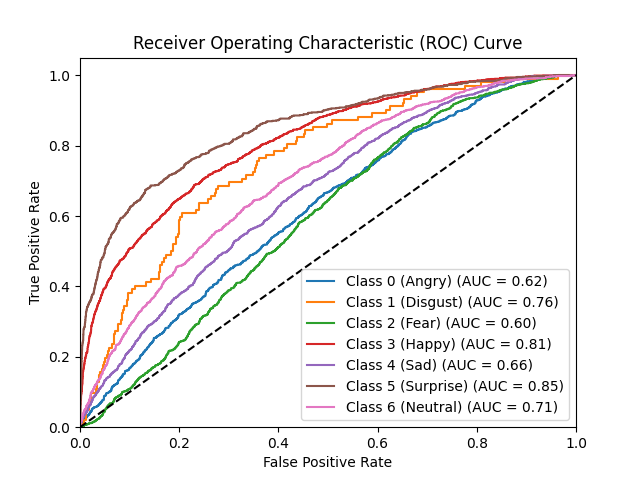 Receiver Operating Characteristic (ROC) Curve
True Positive Rate
1.0
0.8
0.6
0.4
0.2
0.0
Class 0 (Angry) (AUC = 0.62)
Class 1 (Disgust) (AUC = 0.76)
Class 2 (Fear) (AUC = 0.60)
Class 3 (Happy) (AUC = 0.81)
Class 4 (Sad) (AUC = 0.66)
Class 5 (Surprise) (AUC = 0.85)
Class 6 (Neutral) (AUC = 0.71)
0.0 0.2 0.4 0.6 0.8 1.0
False Positive Rate